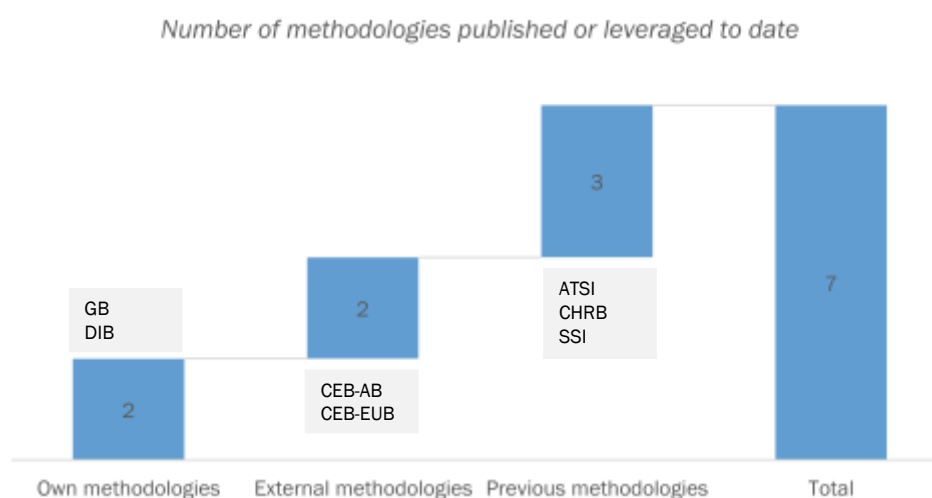 Number of methodologies published or leveraged to date
3
7
ATSI
CHRB
SSI
GB
DIB
2
CEB-AB
CEB-EUB
2
Own methodologies
External methodologies
Previous methodologies
Total